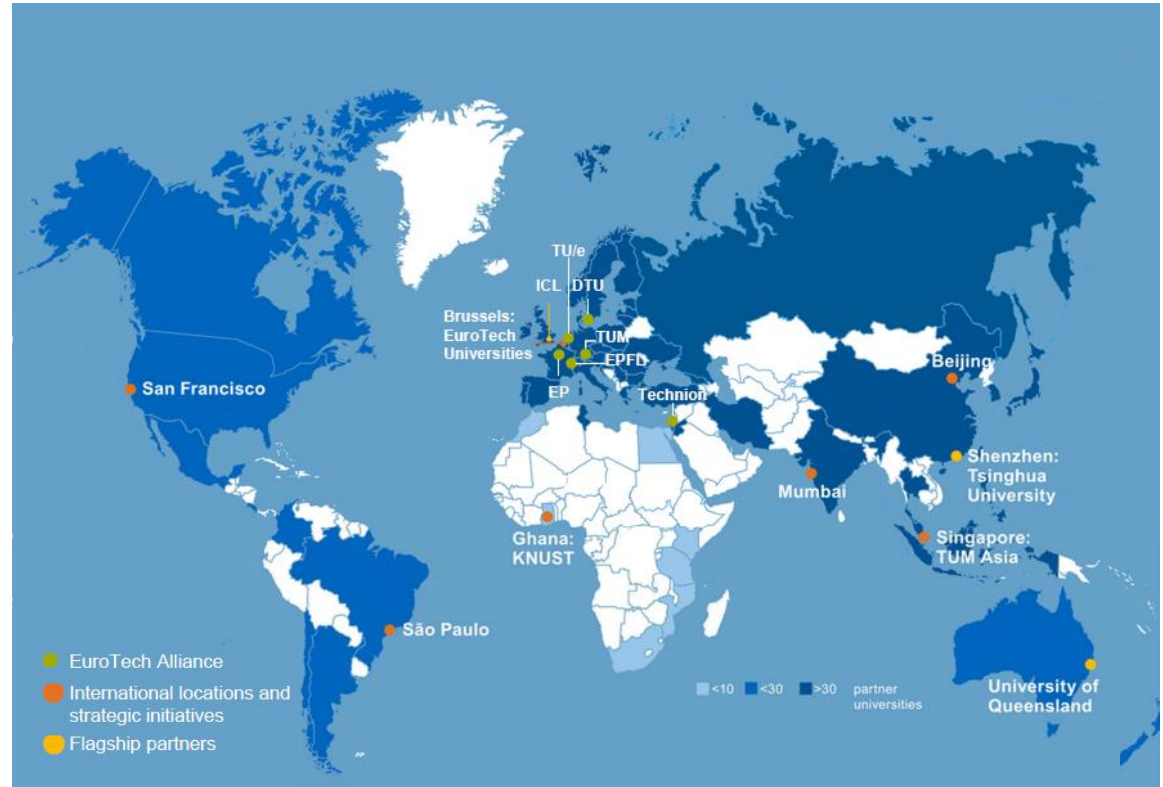 TU/e
ICL
DTU
Brussels:
EuroTech
Universities
TUM
EPFD
EP
Technion
Beijing
San Francisco
Shenzhen:
Tsinghua
University
Mumbai
Ghana:
KNUST
Singapore:
TUM Asia
São Paulo
EuroTech Alliance
International locations and
strategic initiatives
Flagship partners
<10 <30 >30 partner
universities
University of
Queensland